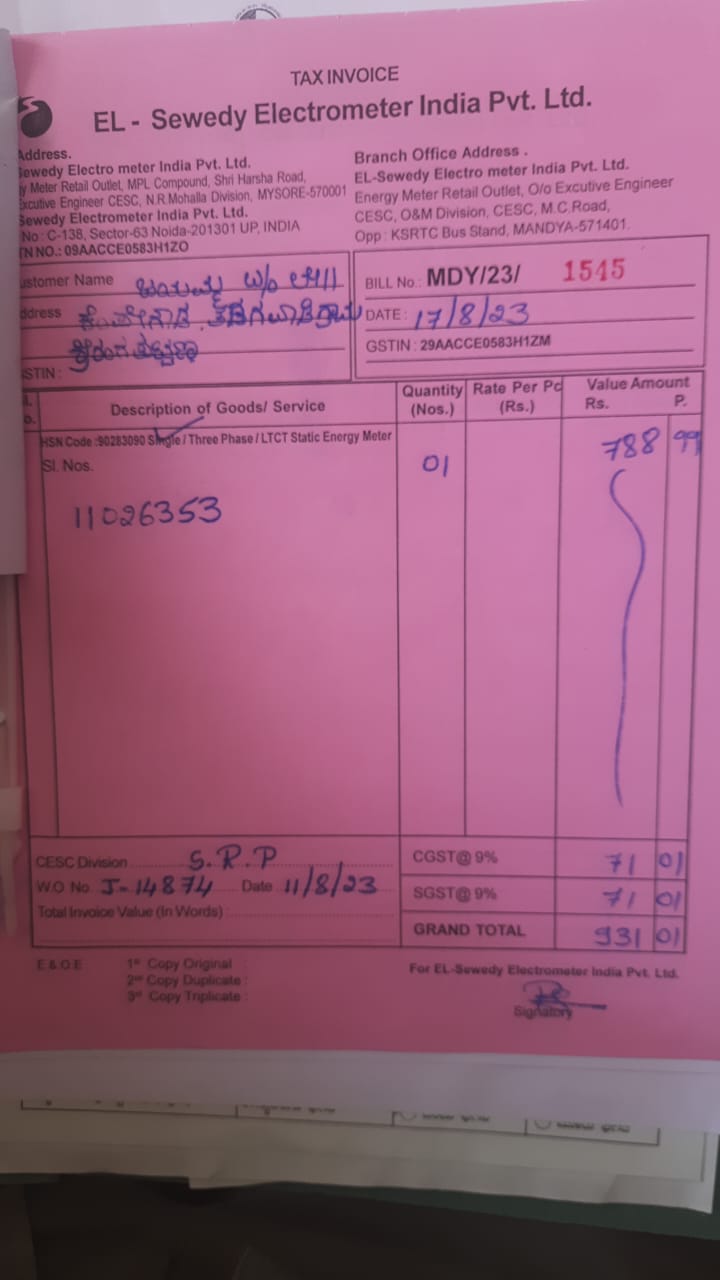 TAX INVOICE
EL - Sewedy Electrometer India Pvt. Ltd.
Address.
Sewedy Electro meter India Pvt. Ltd.
y Meter Retail Outlet, MPL Compound, Shri Harsha Road,
Excutive Engineer CESC, N.R.Mohalla Division, MYSORE-570001
Sewedy Electrometer India Pvt. Ltd.
No : C-138, Sector-63 Noida-201301 UP, INDIA
TN NO.: 09AACCE0583H1ZO
Branch Office Address .
EL-Sewedy Electro meter India Pvt. Ltd.
Energy Meter Retail Outlet, O/o Excutive Engineer
CESC, O&M Division, CESC, M.C.Road,
Opp : KSRTC Bus Stand, MANDYA-571401.
ustomer Name W/o
ddress
STIN :
BILL No.: MDY/23/ 1545
DATE : 17/8/23
GSTIN : 29AACCE0583H1ZM
Description of Goods/ Service
Quantity (Nos.)
Rate Per Pc (Rs.)
Value Amount
Rs. P.
HSN Code :90283090 Single / Three Phase / LTCT Static Energy Meter
Sl. Nos.
01
788 99
11026353
CESC Division S.R.P
W.O No J-14874 Date 11/8/23
Total Invoice Value (In Words)
CGST@ 9% 71 01
SGST@ 9% 71 01
GRAND TOTAL 931 01
E & O E
1st Copy Original :
2nd Copy Duplicate :
3rd Copy Triplicate :
For EL-Sewedy Electrometer India Pvt. Ltd.
Signatory